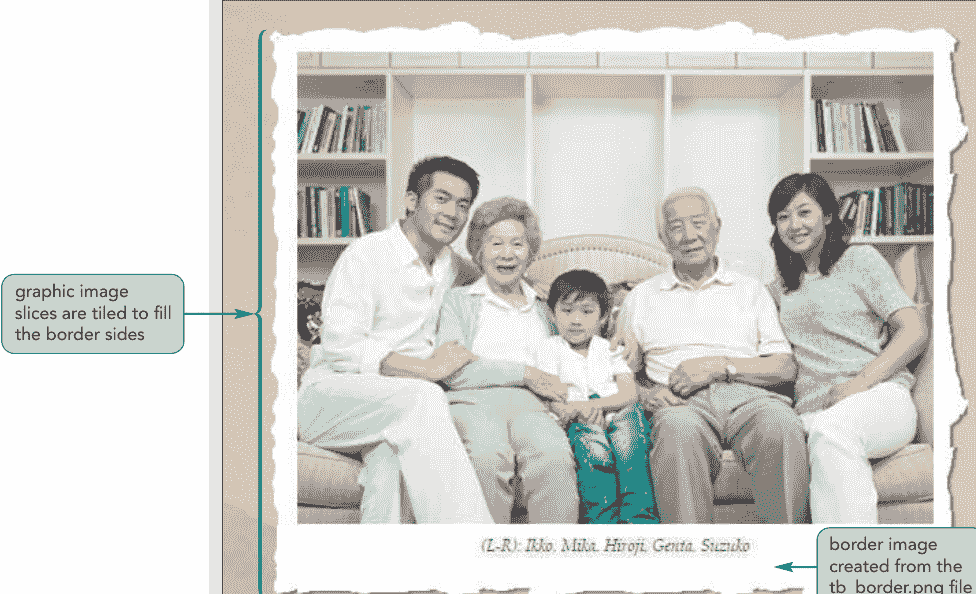 graphic image
slices are tiled to fill
the border sides
(L-R): Ikko, Mika, Hiroji, Genta, Suzuko
border image
created from the
tb_border.png file